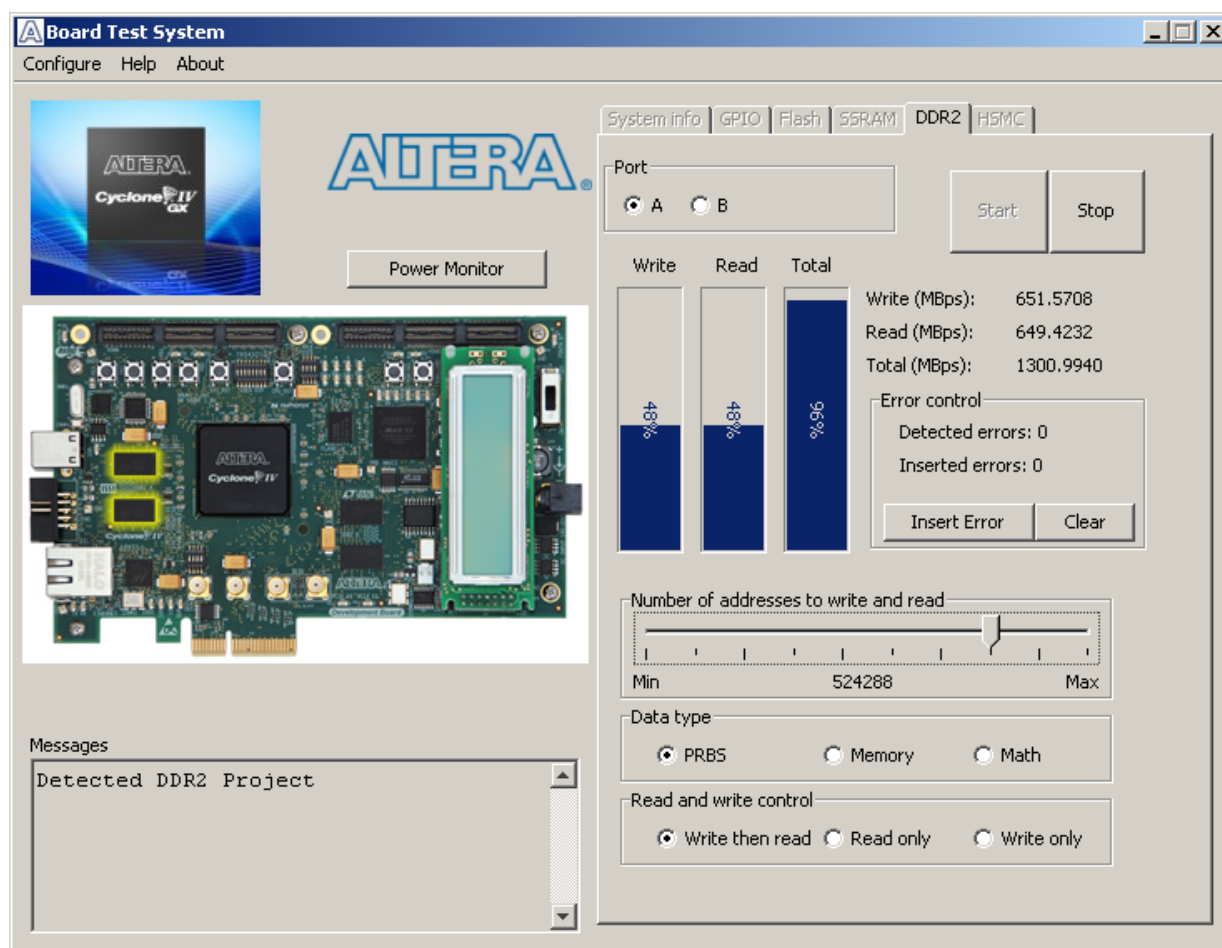 Board Test System
Configure Help About
ALTERA®
Cyclone IV
GX
ALTERA®
Power Monitor
ALTERA
Cyclone IV
ALTERA
Development Board
Messages
Detected DDR2 Project
System info GPIO Flash SSRAM DDR2 HSMC
Port
A B
Start Stop
Write Read Total
48% 48% 96%
Write (MBps): 651.5708
Read (MBps): 649.4232
Total (MBps): 1300.9940
Error control
Detected errors: 0
Inserted errors: 0
Insert Error Clear
Number of addresses to write and read
Min 524288 Max
Data type
PRBS Memory Math
Read and write control
Write then read Read only Write only